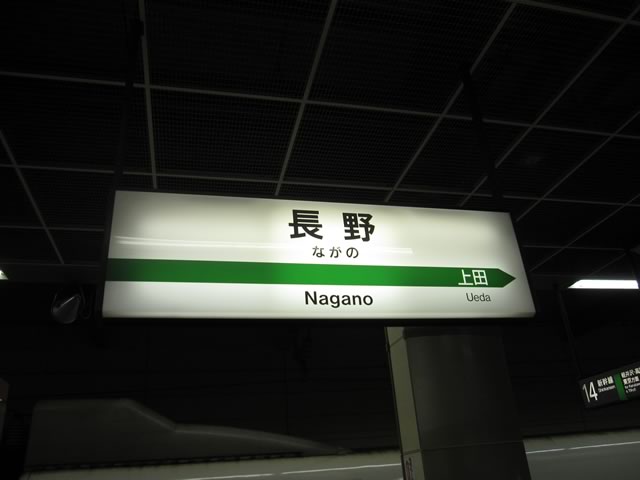 長野
ながの
上田
Nagano
Ueda
14 新幹線